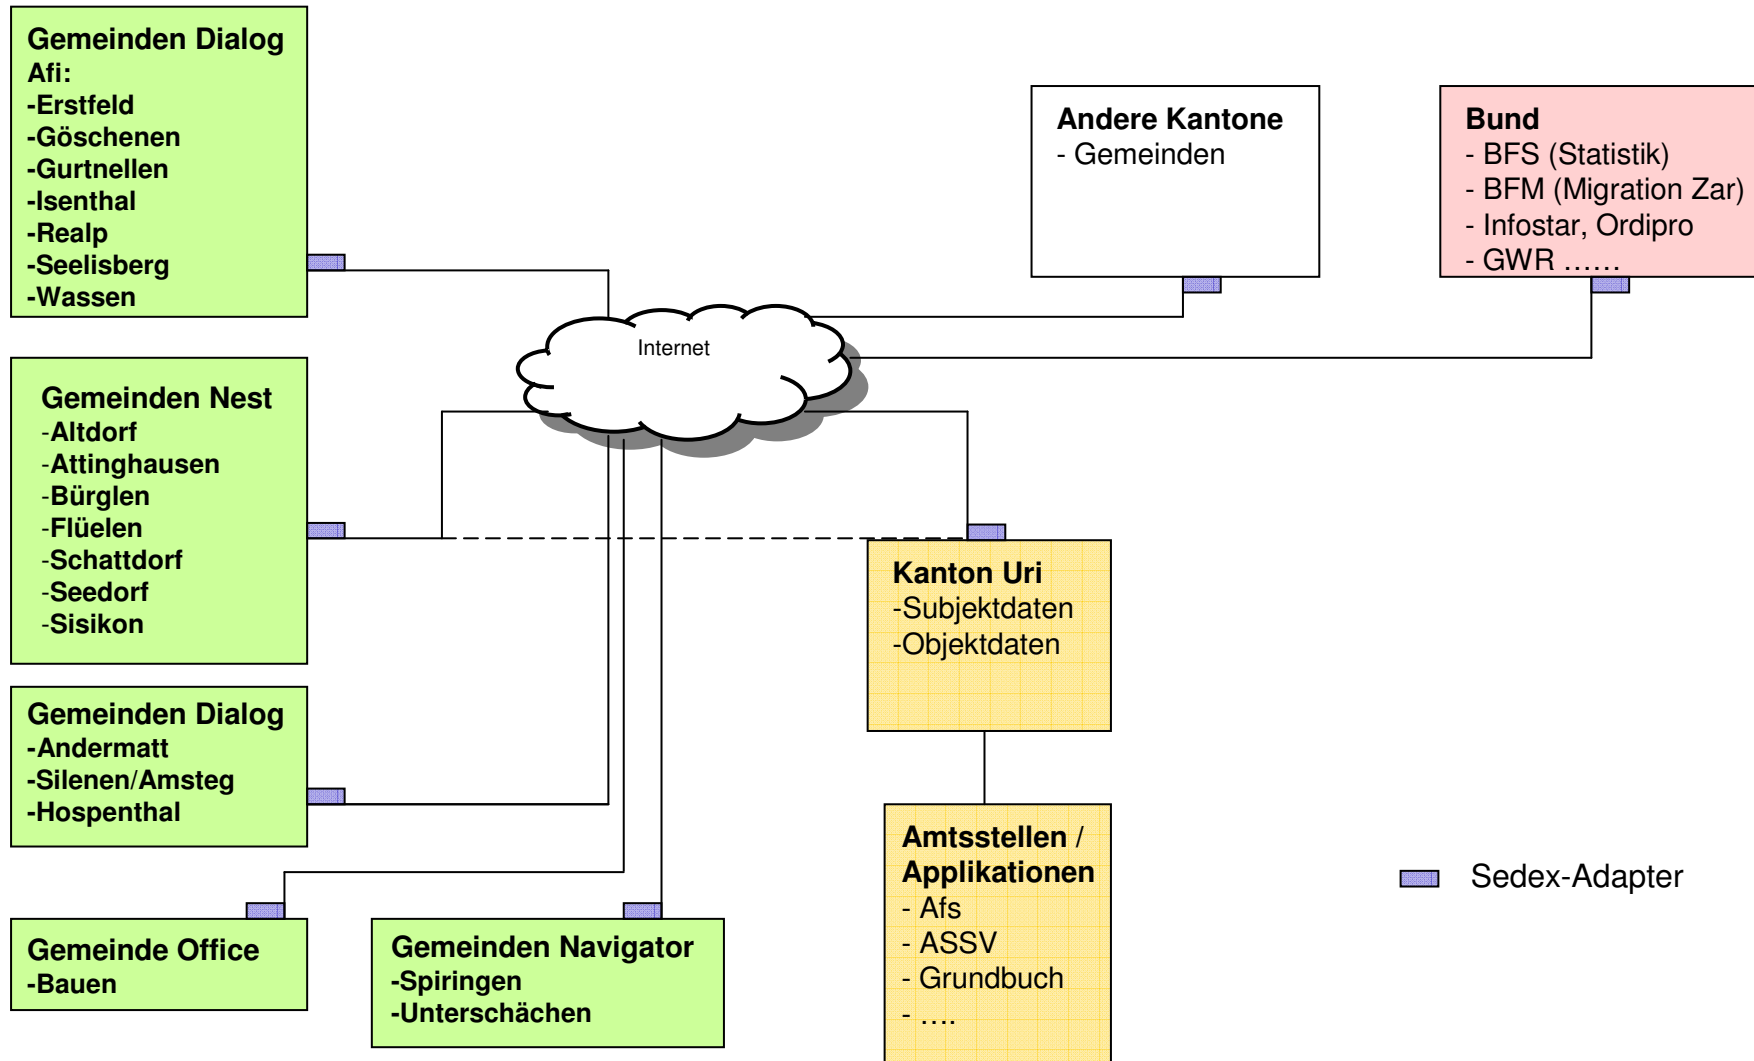 Gemeinden Dialog
Afi:
-Erstfeld
-Göschenen
-Gurtnellen
-Isenthal
-Realp
-Seelisberg
-Wassen
Andere Kantone
- Gemeinden
Bund
- BFS (Statistik)
- BFM (Migration Zar)
- Infostar, Ordipro
- GWR ……
Internet
Gemeinden Nest
-Altdorf
-Attinghausen
-Bürglen
-Flüelen
-Schattdorf
-Seedorf
-Sisikon
Kanton Uri
-Subjektdaten
-Objektdaten
Gemeinden Dialog
-Andermatt
-Silenen/Amsteg
-Hospenthal
Amtsstellen /
Applikationen
- Afs
- ASSV
- Grundbuch
- ….
Sedex-Adapter
Gemeinde Office
-Bauen
Gemeinden Navigator
-Spiringen
-Unterschächen